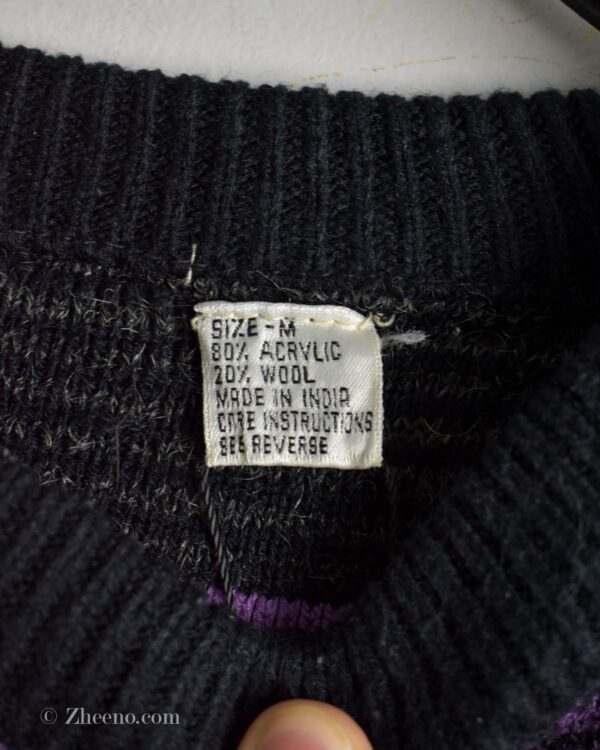 SIZE - M
80% ACRYLIC
20% WOOL
MADE IN INDIA
CARE INSTRUCTIONS
SEE REVERSE
© Zheeno.com